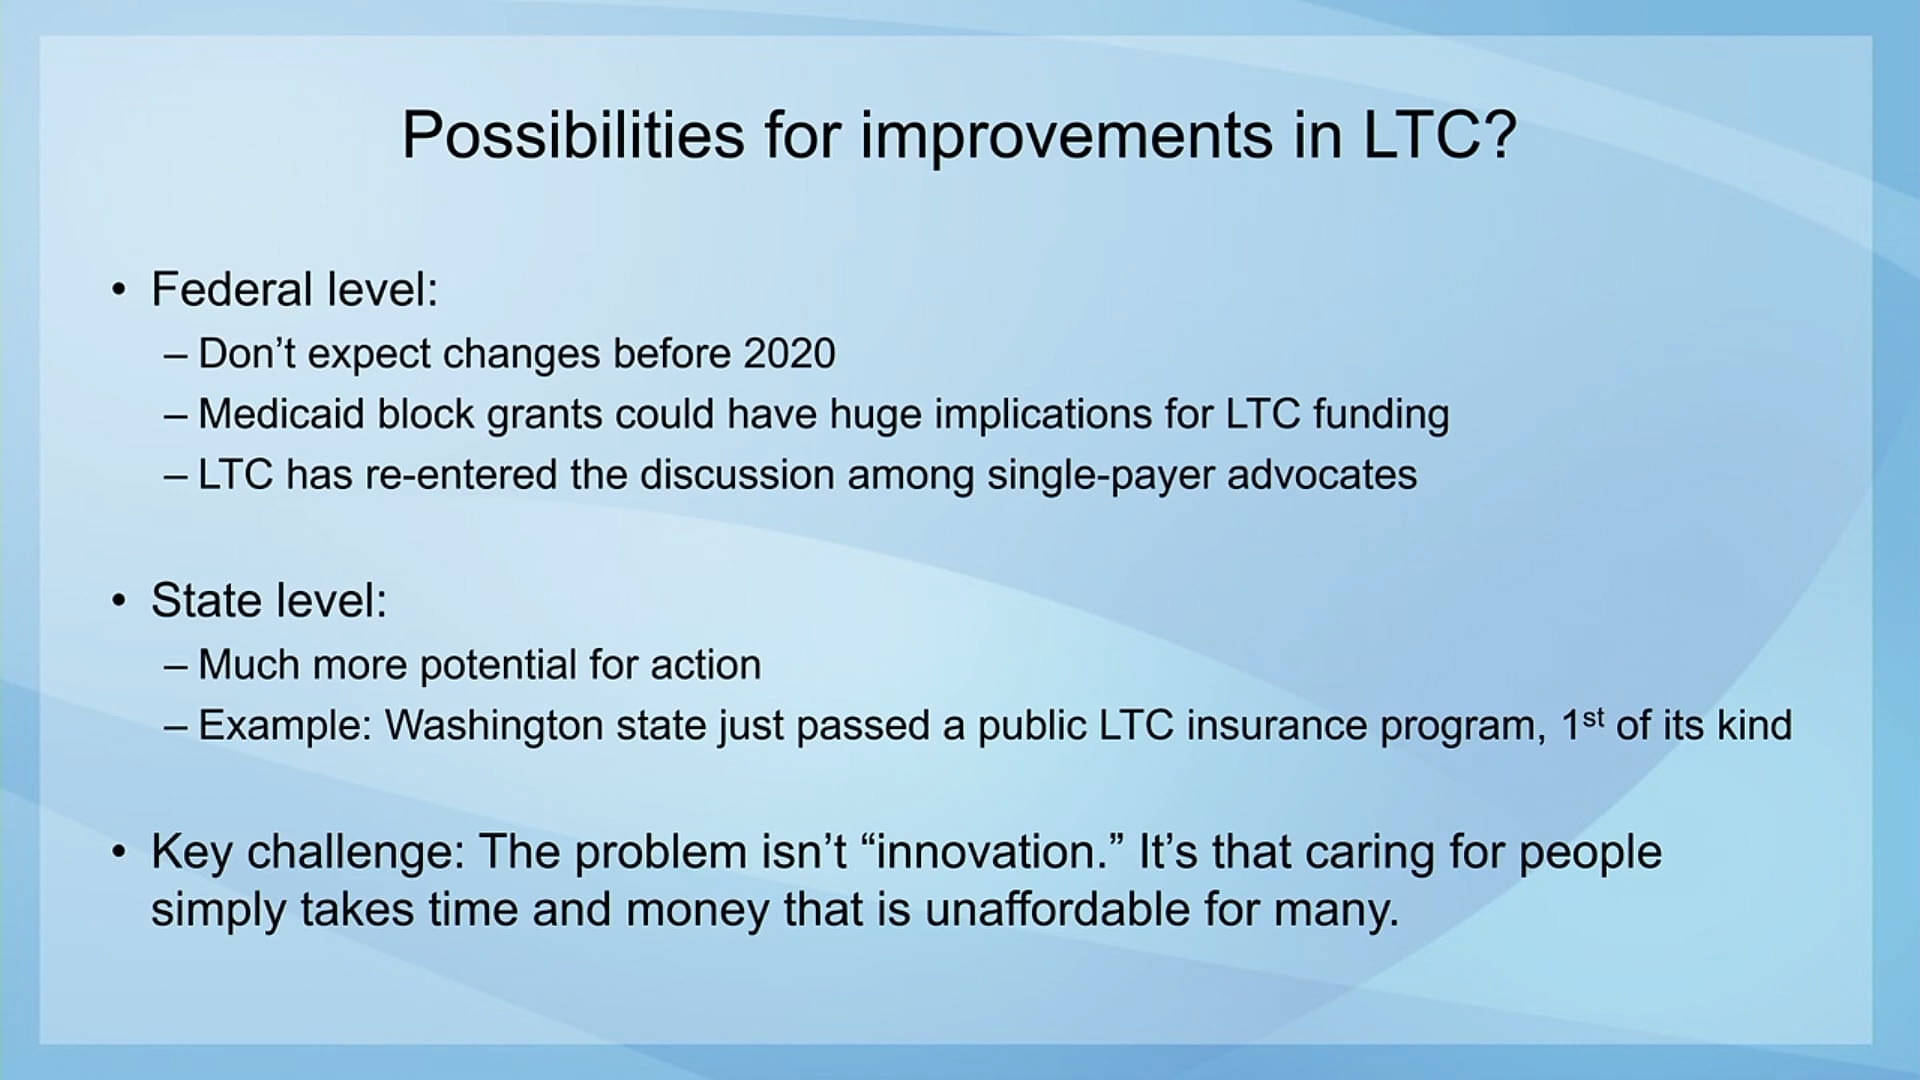 Possibilities for improvements in LTC?
• Federal level:
– Don’t expect changes before 2020
– Medicaid block grants could have huge implications for LTC funding
– LTC has re-entered the discussion among single-payer advocates
• State level:
– Much more potential for action
– Example: Washington state just passed a public LTC insurance program, 1st of its kind
• Key challenge: The problem isn’t “innovation.” It’s that caring for people
simply takes time and money that is unaffordable for many.